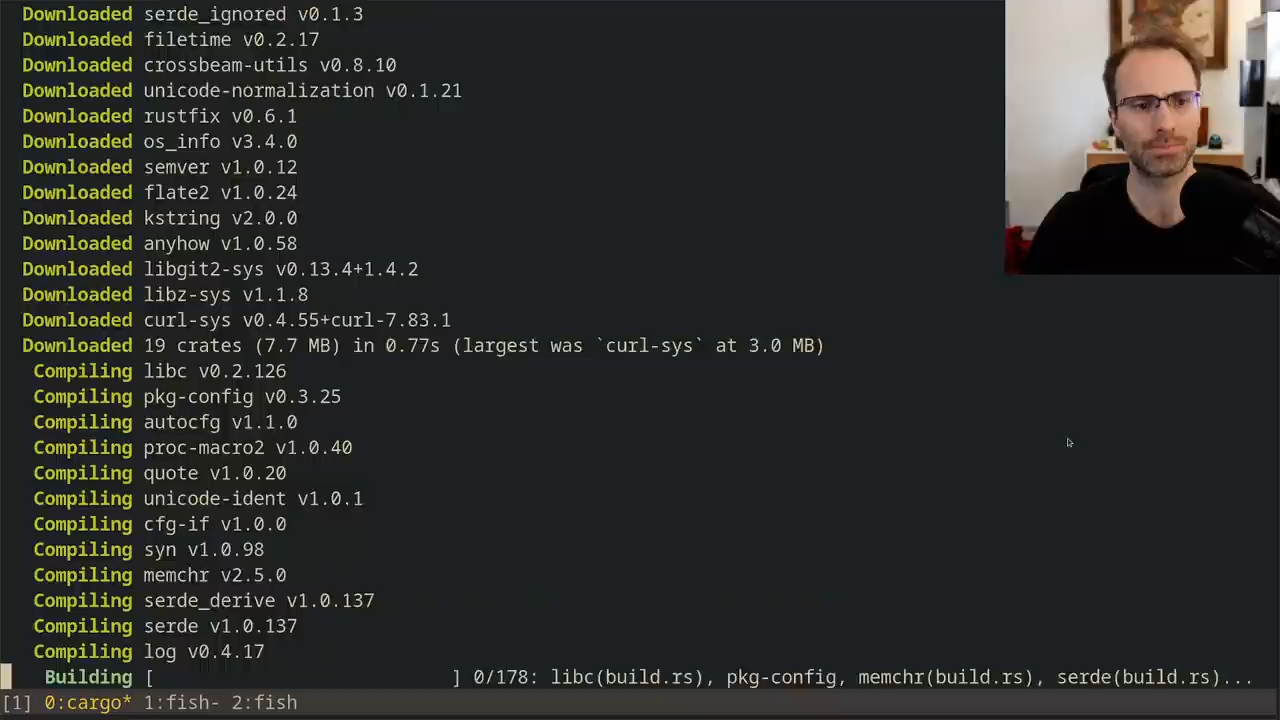 Downloaded serde_ignored v0.1.3
Downloaded filetime v0.2.17
Downloaded crossbeam-utils v0.8.10
Downloaded unicode-normalization v0.1.21
Downloaded rustfix v0.6.1
Downloaded os_info v3.4.0
Downloaded semver v1.0.12
Downloaded flate2 v1.0.24
Downloaded kstring v2.0.0
Downloaded anyhow v1.0.58
Downloaded libgit2-sys v0.13.4+1.4.2
Downloaded libz-sys v1.1.8
Downloaded curl-sys v0.4.55+curl-7.83.1
Downloaded 19 crates (7.7 MB) in 0.77s (largest was `curl-sys` at 3.0 MB)
Compiling libc v0.2.126
Compiling pkg-config v0.3.25
Compiling autocfg v1.1.0
Compiling proc-macro2 v1.0.40
Compiling quote v1.0.20
Compiling unicode-ident v1.0.1
Compiling cfg-if v1.0.0
Compiling syn v1.0.98
Compiling memchr v2.5.0
Compiling serde_derive v1.0.137
Compiling serde v1.0.137
Compiling log v0.4.17
Building [                           ] 0/178: libc(build.rs), pkg-config, memchr(build.rs), serde(build.rs)...
[1] 0:cargo* 1:fish- 2:fish